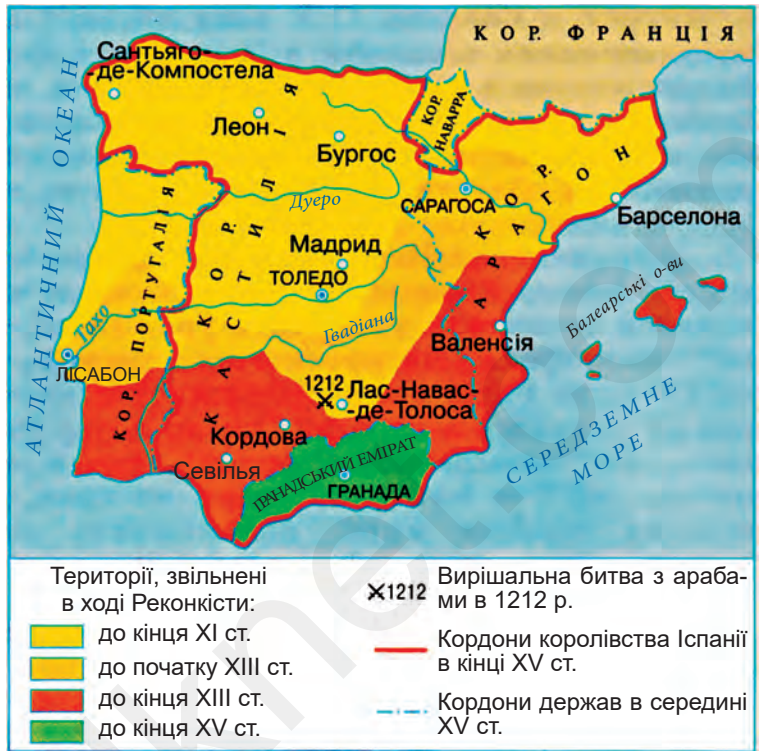 КОР. ФРАНЦІЯ
Сантьяго-
-де-Компостела
АТЛАНТИЧНИЙ ОКЕАН
Леон
Бургос
КОР. НАВАРРА
КОР. АРАГОН
САРАГОСА
Барселона
Дуеро
КОР. КАСТИЛІЯ
Мадрид
ТОЛЕДО
КОР. ПОРТУГАЛІЯ
Тахо
ЛІСАБОН
Гвадіана
Балеарські о-ви
Валенсія
1212
Лас-Навас-
-де-Толоса
Кордова
Севілья
СЕРЕДЗЕМНЕ
МОРЕ
ГРАНАДСЬКИЙ ЕМІРАТ
ГРАНАДА
Території, звільнені
в ході Реконкісти:
до кінця XI ст.
до початку XIII ст.
до кінця XIII ст.
до кінця XV ст.
1212 Вирішальна битва з араба-
ми в 1212 р.
Кордони королівства Іспанії
в кінці XV ст.
Кордони держав в середині
XV ст.